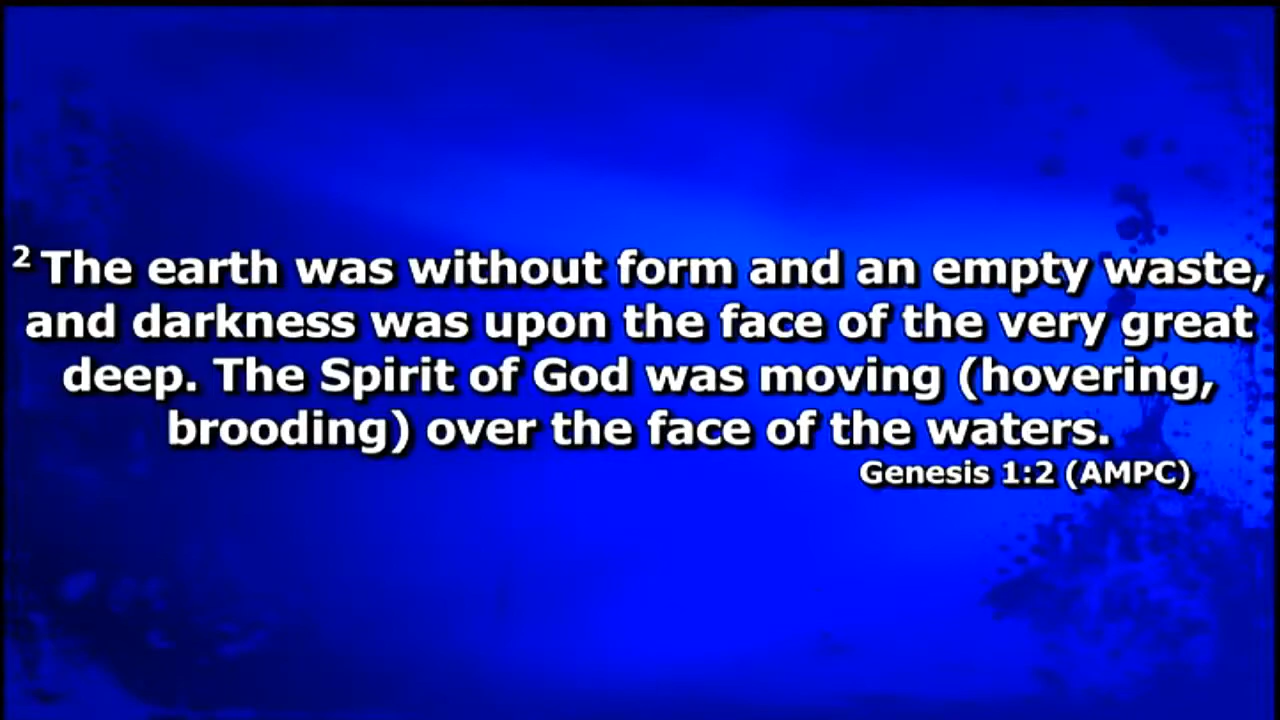 2 The earth was without form and an empty waste,
and darkness was upon the face of the very great
deep. The Spirit of God was moving (hovering,
brooding) over the face of the waters.
Genesis 1:2 (AMPC)